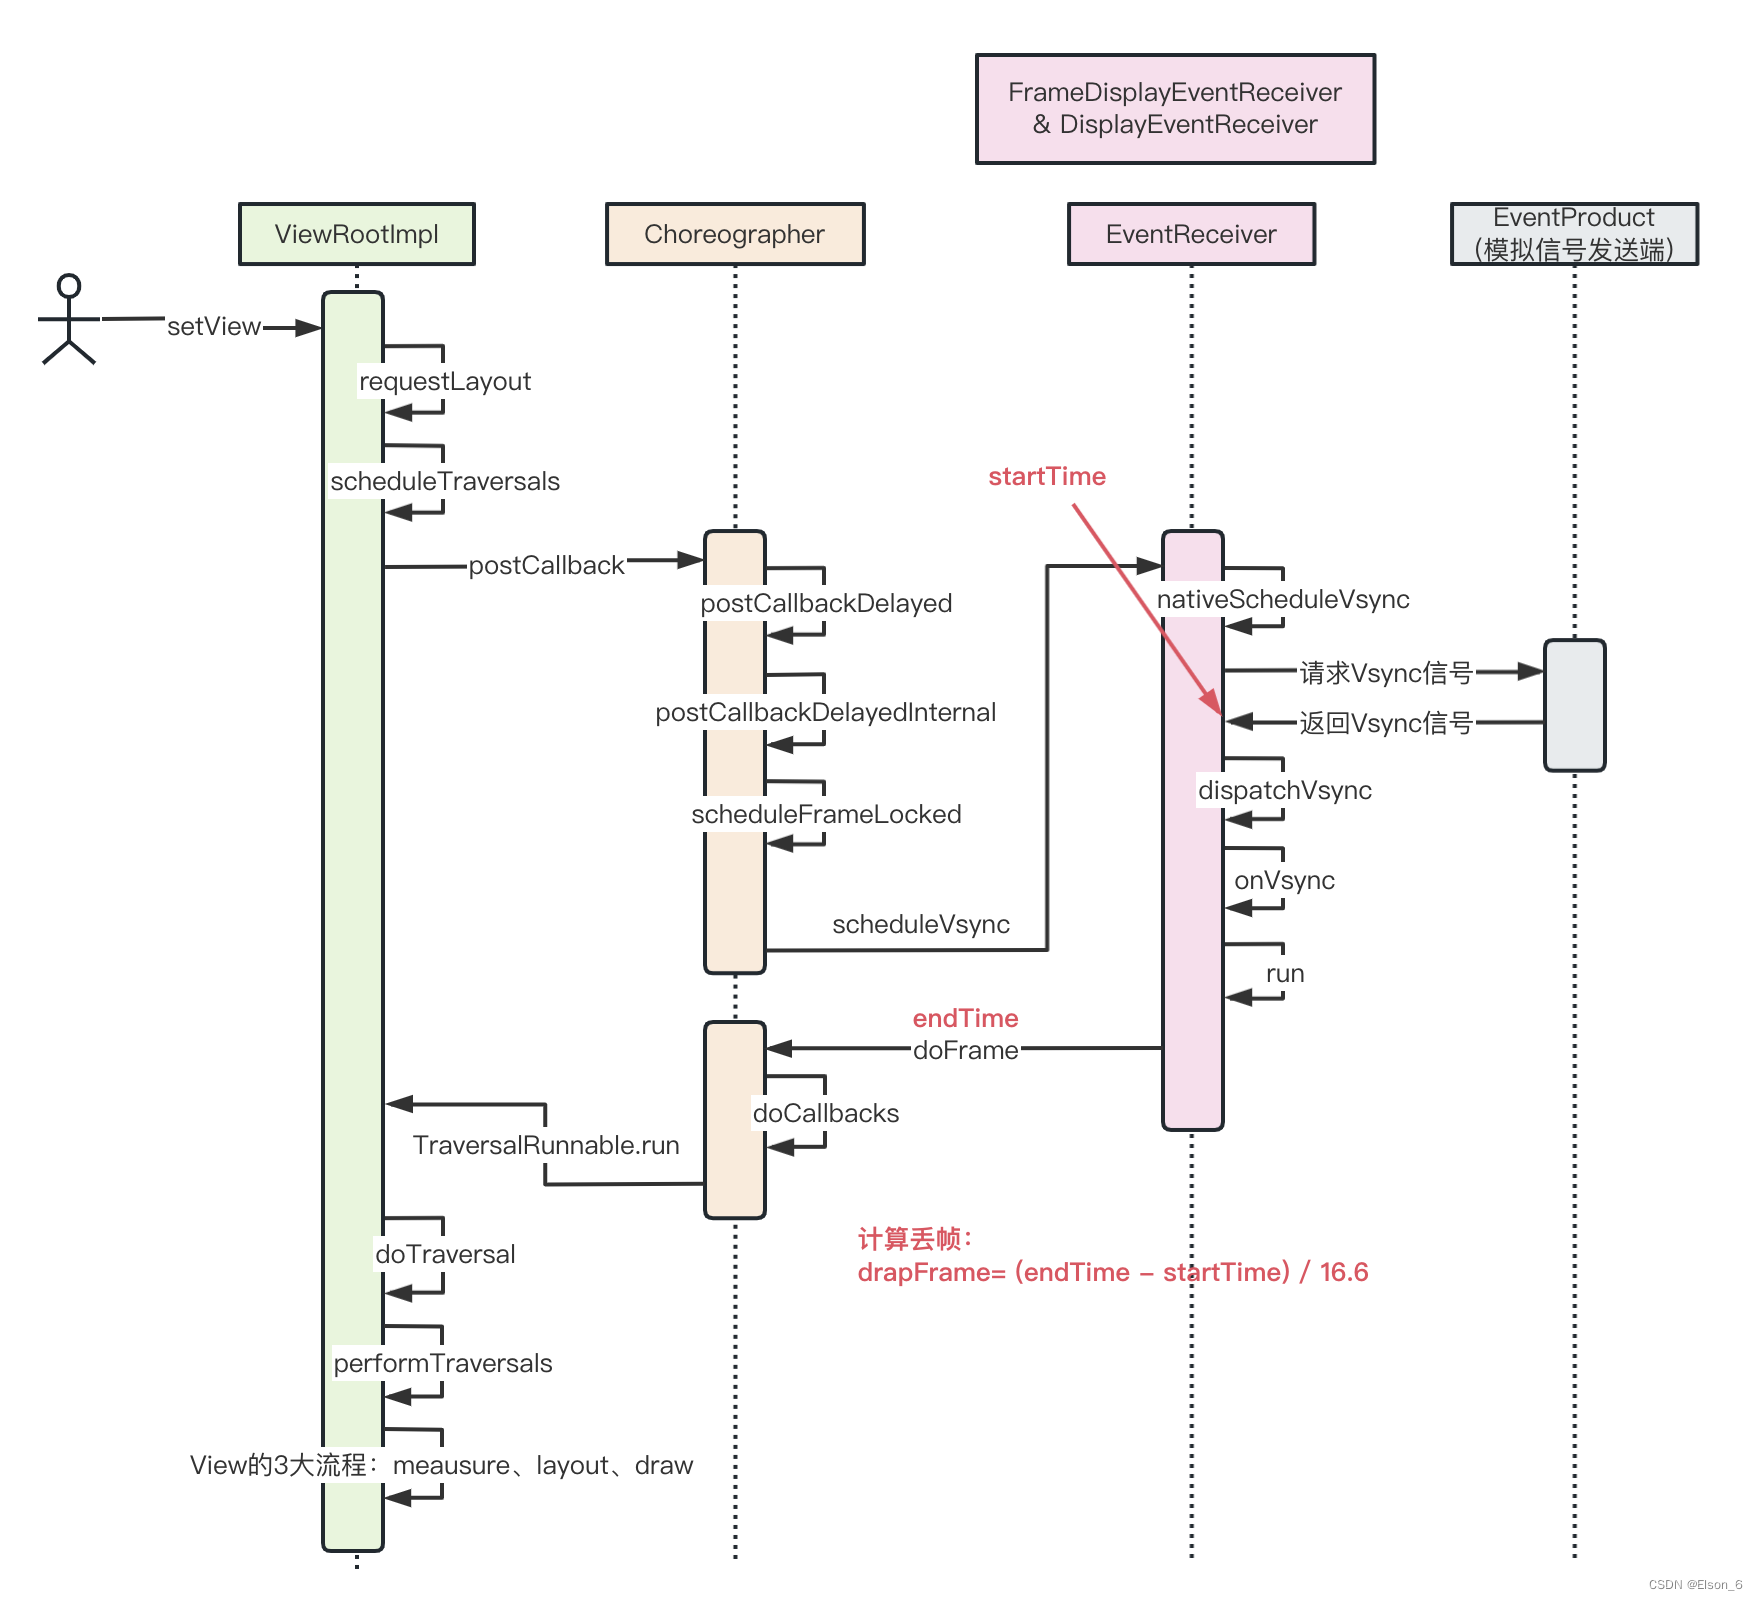 FrameDisplayEventReceiver
& DisplayEventReceiver
ViewRootImpl
Choreographer
EventReceiver
EventProduct
（模拟信号发送端）
setView
requestLayout
scheduleTraversals
startTime
postCallback
postCallbackDelayed
nativeScheduleVsync
请求Vsync信号
postCallbackDelayedInternal
返回Vsync信号
dispatchVsync
scheduleFrameLocked
onVsync
scheduleVsync
run
endTime
doFrame
doCallbacks
TraversalRunnable.run
计算丢帧：
drapFrame= (endTime - startTime) / 16.6
doTraversal
performTraversals
View的3大流程：meausure、layout、draw
CSDN @Elson_6